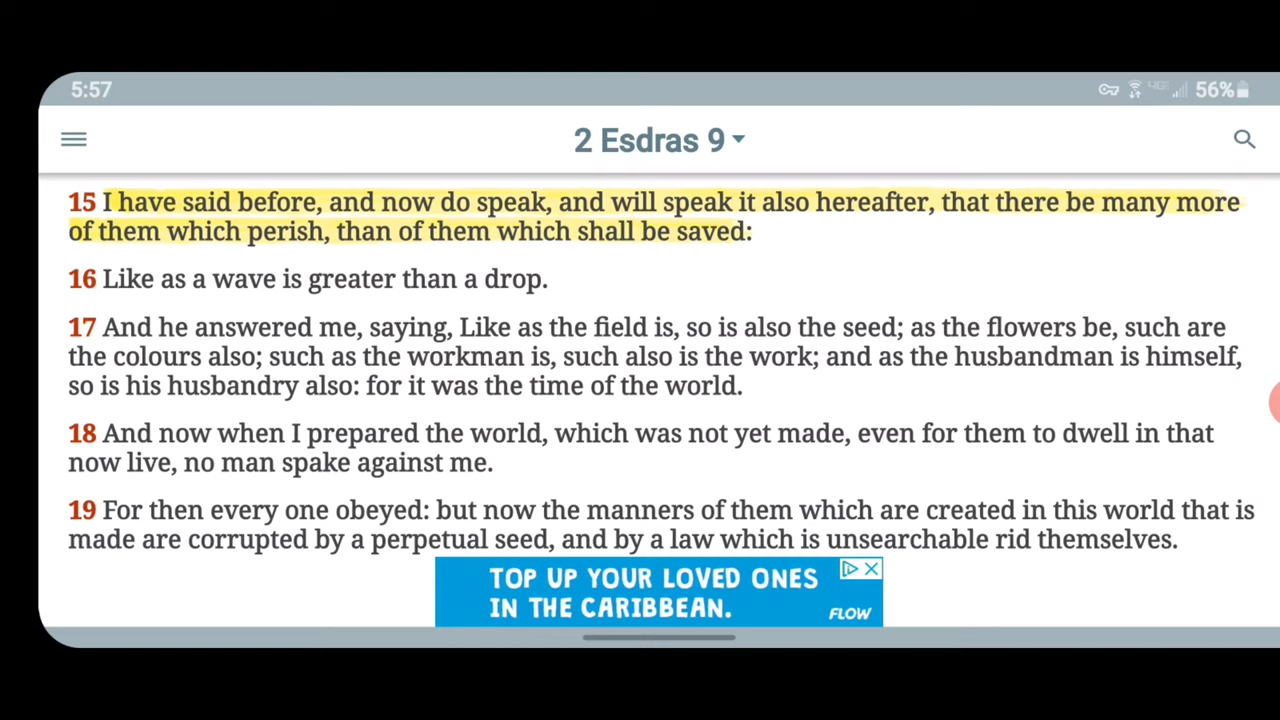 5:57
56%
2 Esdras 9
15 I have said before, and now do speak, and will speak it also hereafter, that there be many more
of them which perish, than of them which shall be saved:
16 Like as a wave is greater than a drop.
17 And he answered me, saying, Like as the field is, so is also the seed; as the flowers be, such are
the colours also; such as the workman is, such also is the work; and as the husbandman is himself,
so is his husbandry also: for it was the time of the world.
18 And now when I prepared the world, which was not yet made, even for them to dwell in that
now live, no man spake against me.
19 For then every one obeyed: but now the manners of them which are created in this world that is
made are corrupted by a perpetual seed, and by a law which is unsearchable rid themselves.
TOP UP YOUR LOVED ONES
IN THE CARIBBEAN.
FLOW